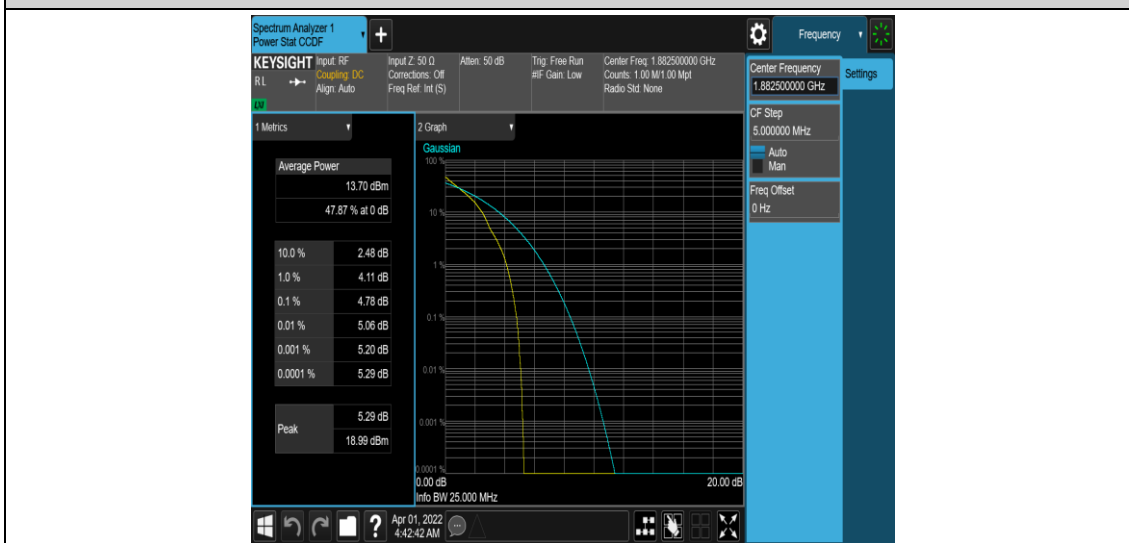 Spectrum Analyzer 1
Power Stat CCDF
+
Frequency
KEYSIGHT
RL
LXI
Input: RF
Coupling: DC
Align: Auto
Input Z: 50 Ω
Corrections: Off
Freq Ref: Int (S)
Atten: 50 dB
Trig: Free Run
#IF Gain: Low
Center Freq: 1.882500000 GHz
Counts: 1.00 M/1.00 Mpt
Radio Std: None
Center Frequency
1.882500000 GHz
Settings
CF Step
5.000000 MHz
Auto
Man
Freq Offset
0 Hz
1 Metrics
Average Power
13.70 dBm
47.87 % at 0 dB
10.0 % 2.48 dB
1.0 % 4.11 dB
0.1 % 4.78 dB
0.01 % 5.06 dB
0.001 % 5.20 dB
0.0001 % 5.29 dB
Peak
5.29 dB
18.99 dBm
2 Graph
Gaussian
100 %
10 %
1 %
0.1 %
0.01 %
0.001 %
0.0001 %
0.00 dB 20.00 dB
Info BW 25.000 MHz
?
Apr 01, 2022
4:42:42 AM